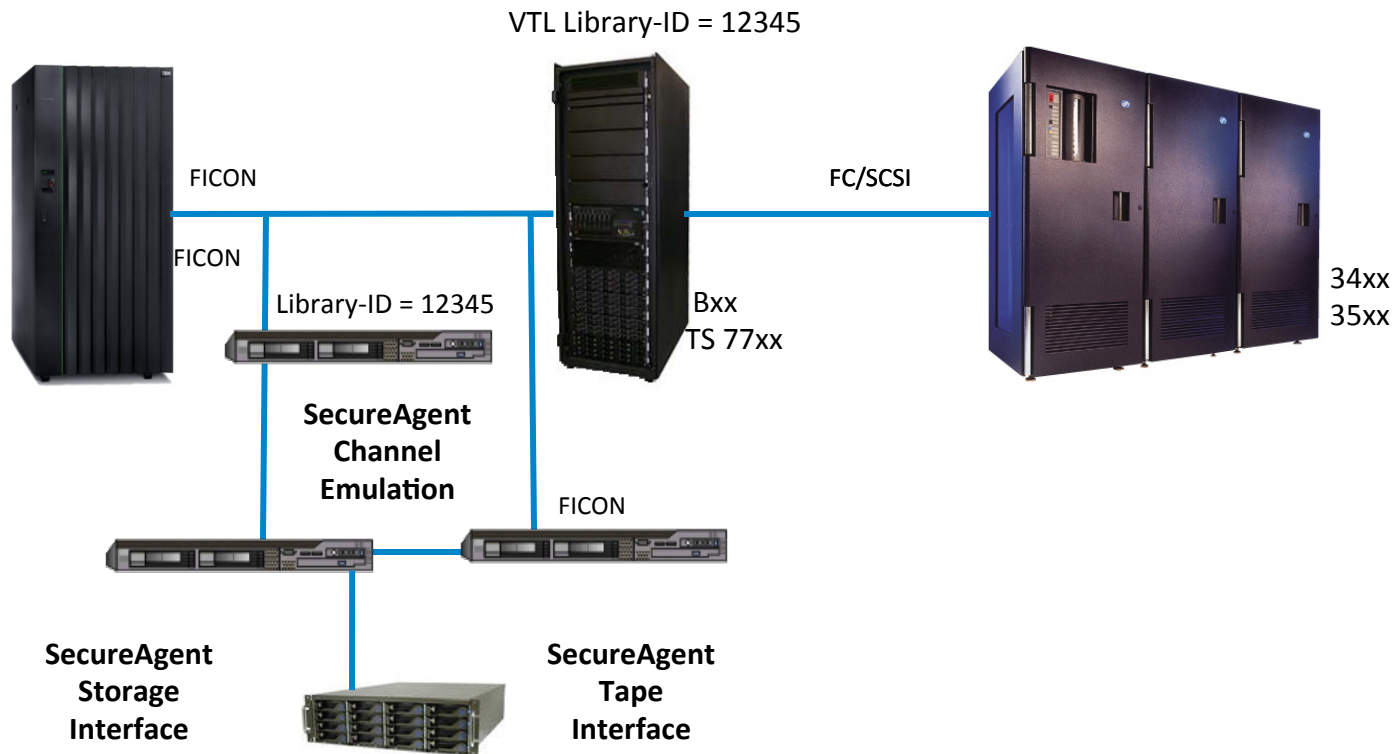 VTL Library-ID = 12345
FICON
FC/SCSI
FICON
34xx
35xx
Library-ID = 12345
Bxx
TS 77xx
SecureAgent
Channel
Emulation
FICON
SecureAgent
Storage
Interface
SecureAgent
Tape
Interface